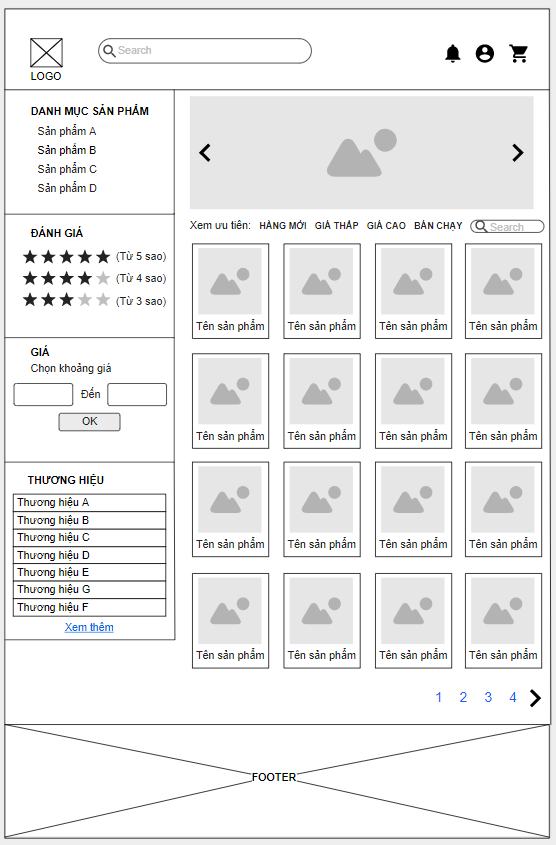 Search
LOGO
DANH MỤC SẢN PHẨM
Sản phẩm A
Sản phẩm B
Sản phẩm C
Sản phẩm D
ĐÁNH GIÁ
(Từ 5 sao)
(Từ 4 sao)
(Từ 3 sao)
GIÁ
Chọn khoảng giá
Đến
OK
THƯƠNG HIỆU
Thương hiệu A
Thương hiệu B
Thương hiệu C
Thương hiệu D
Thương hiệu E
Thương hiệu G
Thương hiệu F
Xem thêm
Xem ưu tiên: HÀNG MỚI GIÁ THẤP GIÁ CAO BÁN CHẠY Search
Tên sản phẩm Tên sản phẩm Tên sản phẩm Tên sản phẩm
Tên sản phẩm Tên sản phẩm Tên sản phẩm Tên sản phẩm
Tên sản phẩm Tên sản phẩm Tên sản phẩm Tên sản phẩm
Tên sản phẩm Tên sản phẩm Tên sản phẩm Tên sản phẩm
1 2 3 4
FOOTER